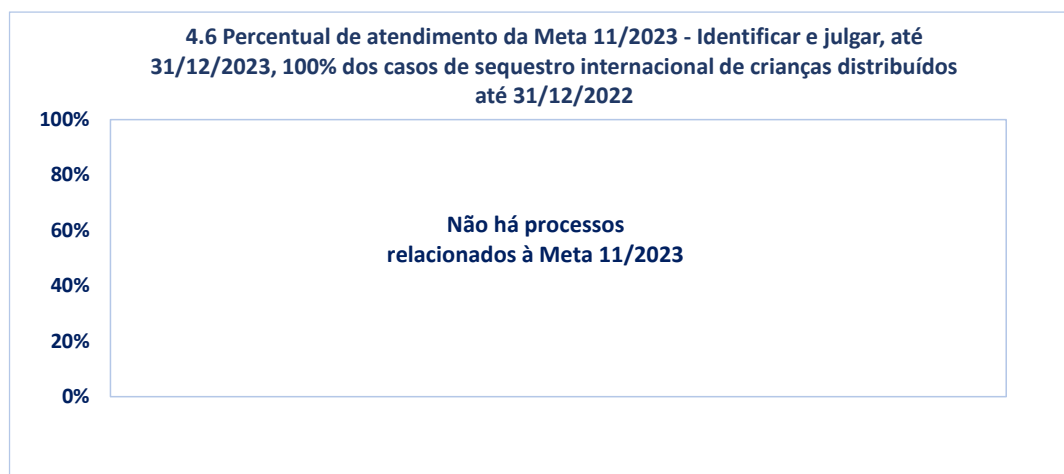 4.6 Percentual de atendimento da Meta 11/2023 - Identificar e julgar, até
31/12/2023, 100% dos casos de sequestro internacional de crianças distribuídos
até 31/12/2022
100%
80%
60%
40%
20%
0%
Não há processos
relacionados à Meta 11/2023